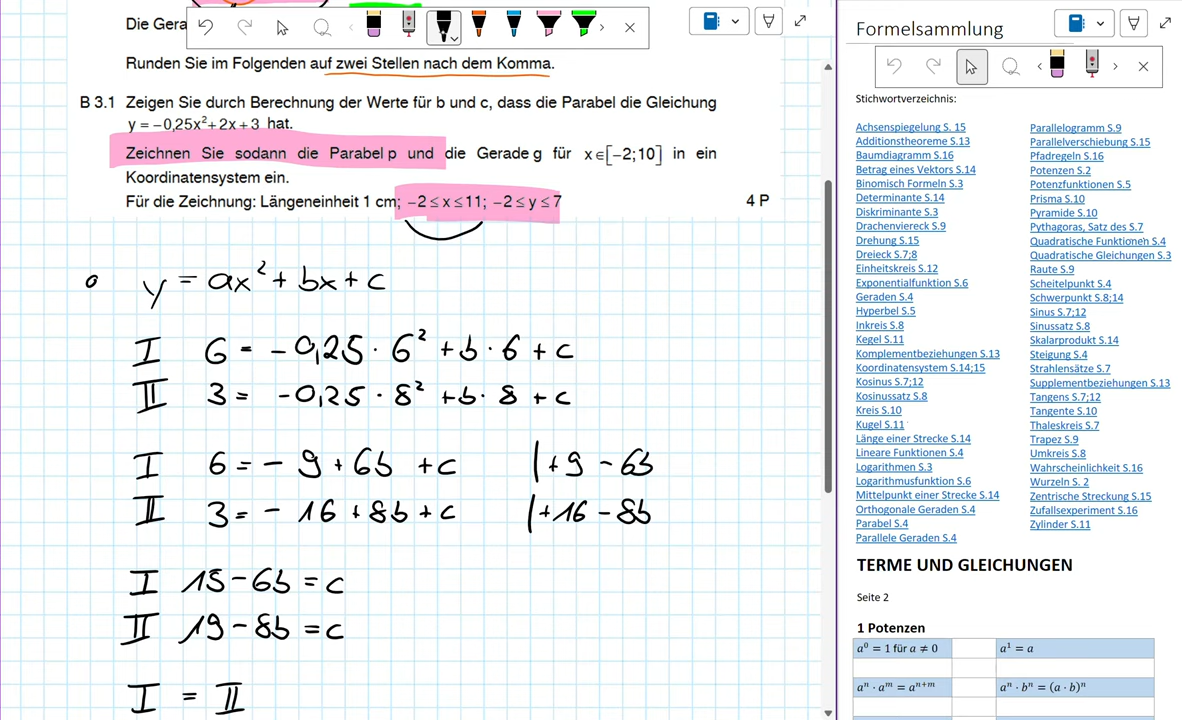 Die Gera
Runden Sie im Folgenden auf zwei Stellen nach dem Komma.
B 3.1 Zeigen Sie durch Berechnung der Werte für b und c, dass die Parabel die Gleichung
y = −0,25x²+ 2x + 3 hat.
Zeichnen Sie sodann die Parabel p und die Gerade g für x∈[−2;10] in ein
Koordinatensystem ein.
Für die Zeichnung: Längeneinheit 1 cm; −2 ≤ x ≤ 11; −2 ≤ y ≤ 7 4 P
y = ax² + bx + c
I 6 = - 0,25 · 6² + b · 6 + c
II 3 = -0,25 · 8² + b · 8 + c
I 6 = - 9 + 6b + c |+9 - 6b
II 3 = - 16 + 8b + c |+16 - 8b
I 15 - 6b = c
II 19 - 8b = c
I = II
Formelsammlung
Stichwortverzeichnis:
Achsenspiegelung S. 15
Additionstheoreme S.13
Baumdiagramm S.16
Betrag eines Vektors S.14
Binomisch Formeln S.3
Determinante S.14
Diskriminante S.3
Drachenviereck S.9
Drehung S.15
Dreieck S.7;8
Einheitskreis S.12
Exponentialfunktion S.6
Geraden S.4
Hyperbel S.5
Inkreis S.8
Kegel S.11
Komplementbeziehungen S.13
Koordinatensystem S.14;15
Kosinus S.7;12
Kosinussatz S.8
Kreis S.10
Kugel S.11
Länge einer Strecke S.14
Lineare Funktionen S.4
Logarithmen S.3
Logarithmusfunktion S.6
Mittelpunkt einer Strecke S.14
Orthogonale Geraden S.4
Parabel S.4
Parallele Geraden S.4
Parallelogramm S.9
Parallelverschiebung S.15
Pfadregeln S.16
Potenzen S.2
Potenzfunktionen S.5
Prisma S.10
Pyramide S.10
Pythagoras, Satz des S.7
Quadratische Funktionen S.4
Quadratische Gleichungen S.3
Raute S.9
Scheitelpunkt S.4
Schwerpunkt S.8;14
Sinus S.7;12
Sinussatz S.8
Skalarprodukt S.14
Steigung S.4
Strahlensätze S.7
Supplementbeziehungen S.13
Tangens S.7;12
Tangente S.10
Thaleskreis S.7
Trapez S.9
Umkreis S.8
Wahrscheinlichkeit S.16
Wurzeln S. 2
Zentrische Streckung S.15
Zufallsexperiment S.16
Zylinder S.11
TERME UND GLEICHUNGEN
Seite 2
1 Potenzen
a⁰ = 1 für a ≠ 0 a¹ = a
aⁿ · aᵐ = aⁿ⁺ᵐ aⁿ · bⁿ = (a · b)ⁿ